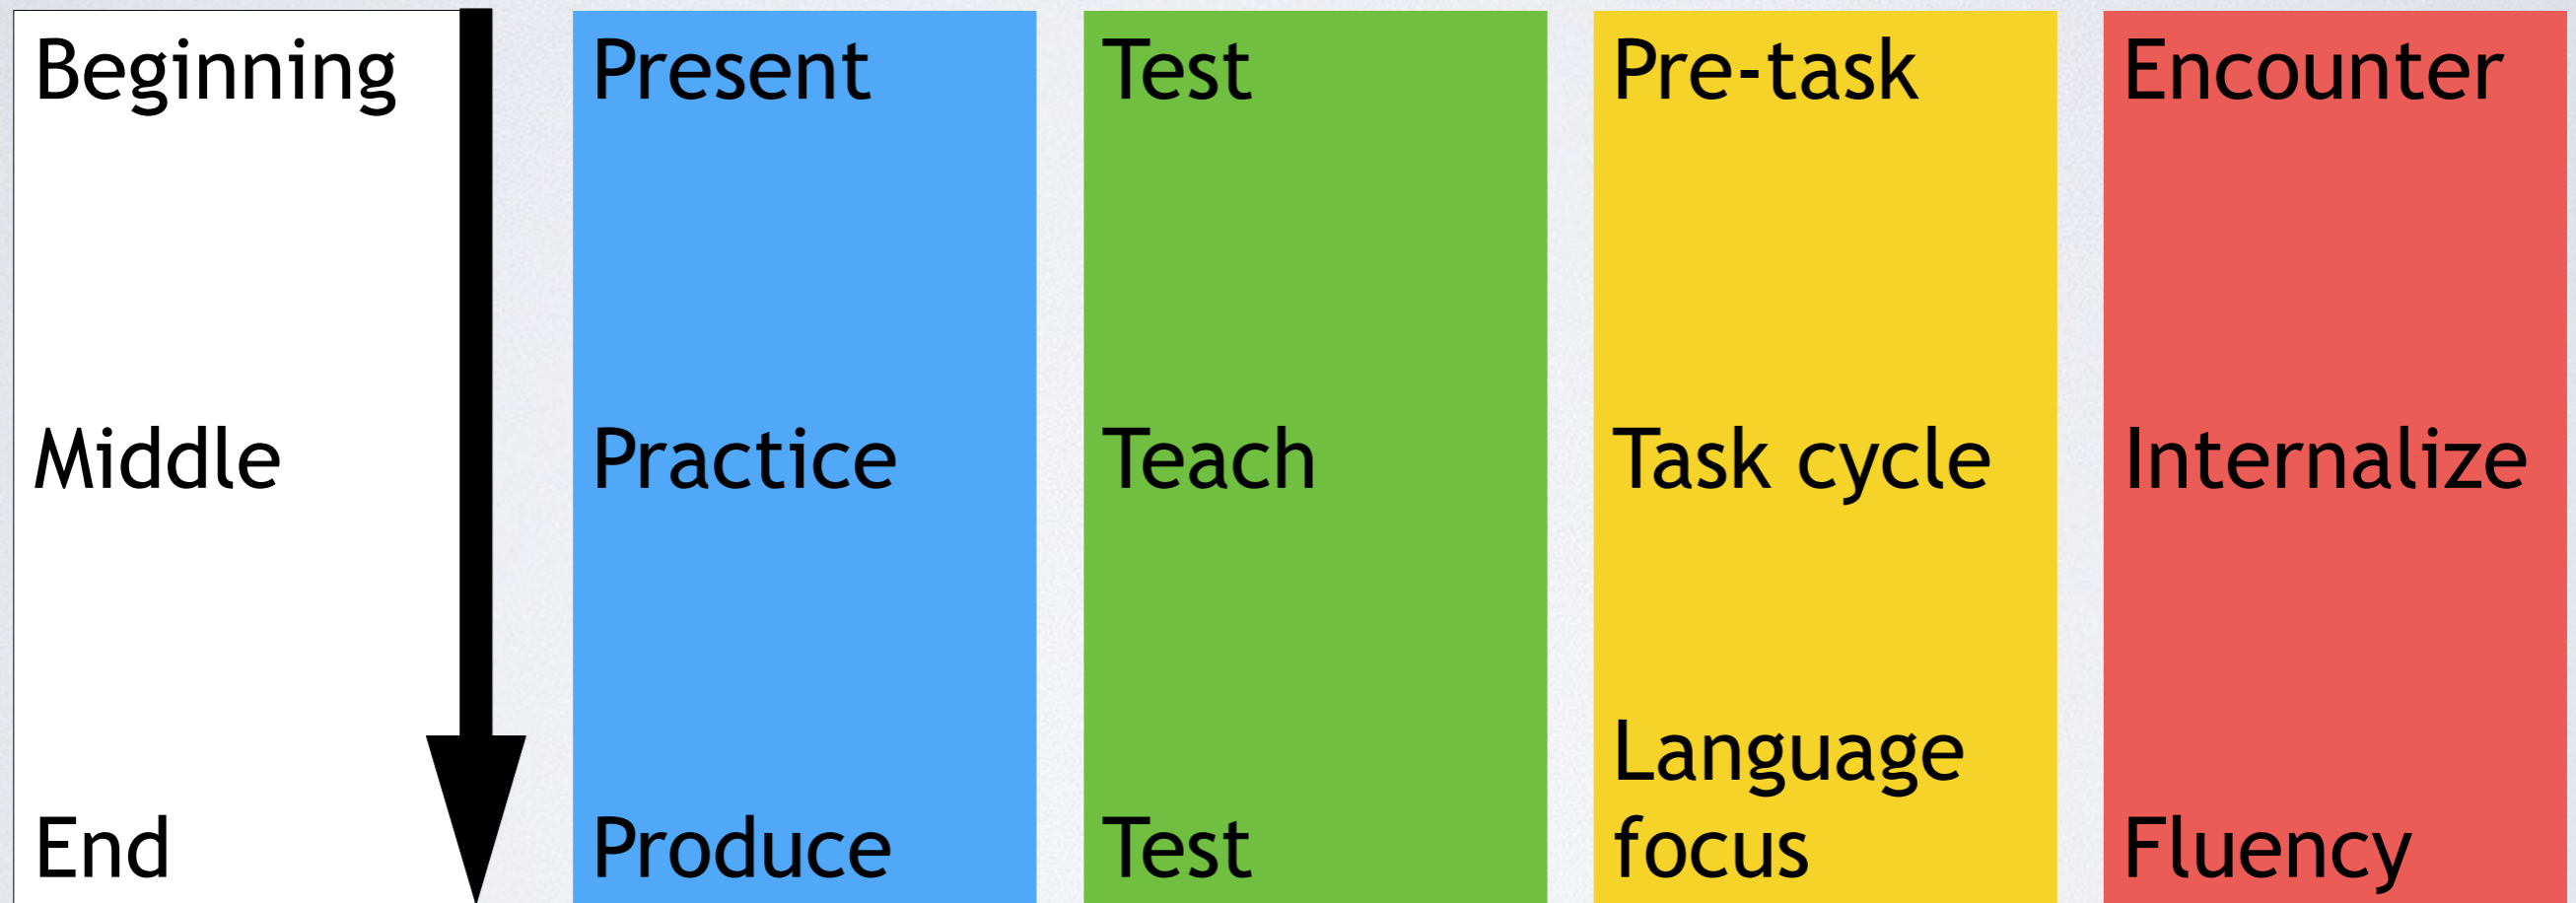 Beginning
Middle
End
Present
Practice
Produce
Test
Teach
Test
Pre-task
Task cycle
Language
focus
Encounter
Internalize
Fluency